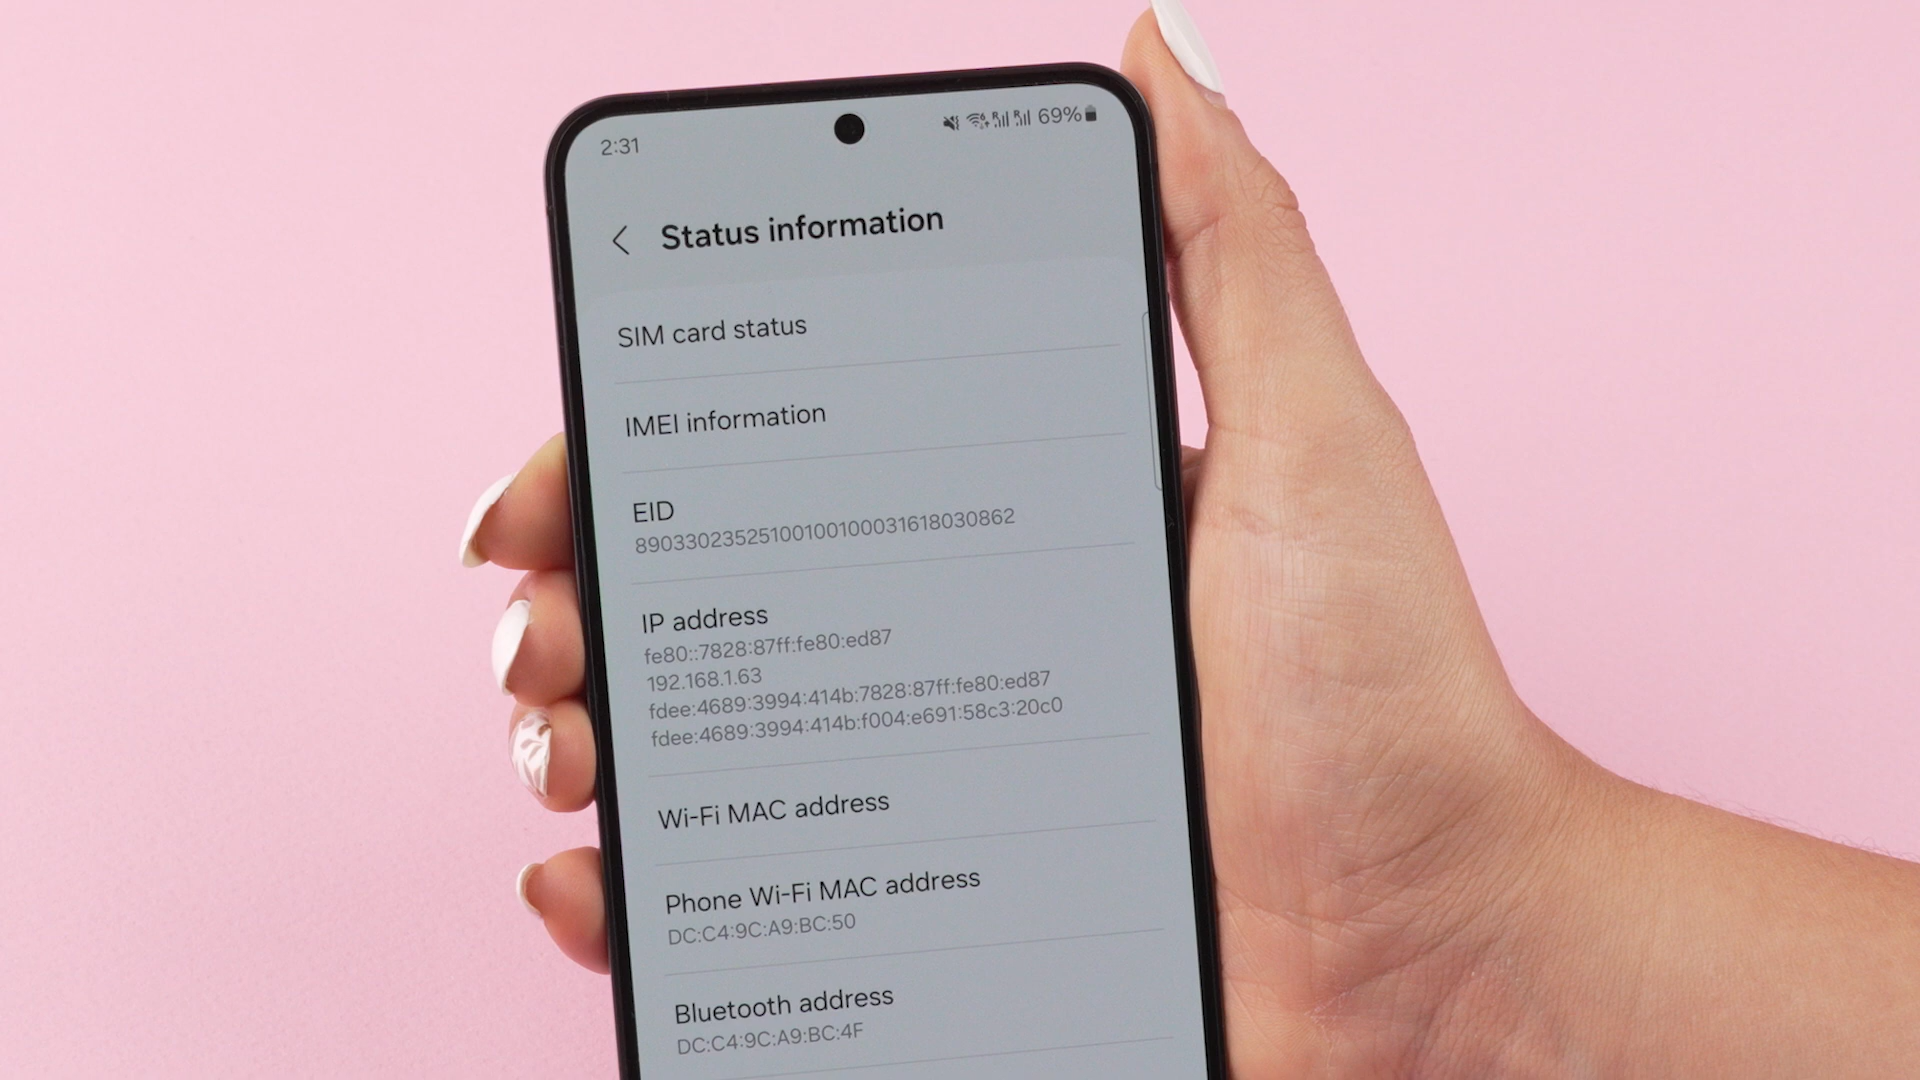 2:31
69%
Status information
SIM card status
IMEI information
EID
89033023525100100100031618030862
IP address
fe80::7828:87ff:fe80:ed87
192.168.1.63
fdee:4689:3994:414b:7828:87ff:fe80:ed87
fdee:4689:3994:414b:f004:e691:58c3:20c0
Wi-Fi MAC address
Phone Wi-Fi MAC address
DC:C4:9C:A9:BC:50
Bluetooth address
DC:C4:9C:A9:BC:4F